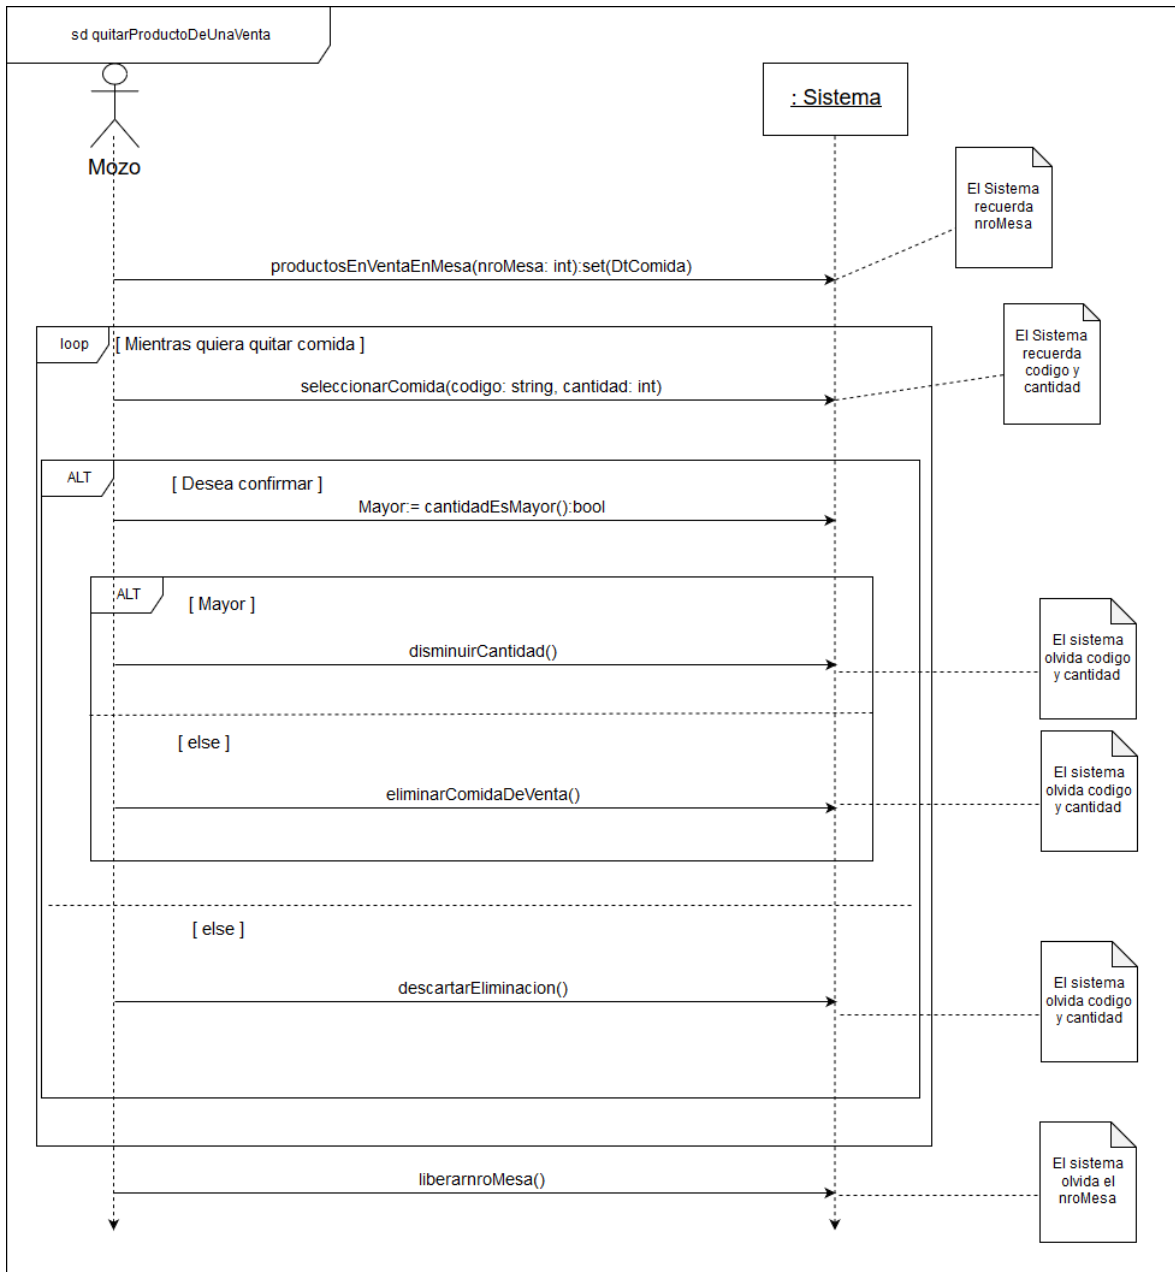 sd quitarProductoDeUnaVenta
: Sistema
Mozo
El Sistema
recuerda
nroMesa
productosEnVentaEnMesa(nroMesa: int):set(DtComida)
loop
[ Mientras quiera quitar comida ]
El Sistema
recuerda
codigo y
cantidad
seleccionarComida(codigo: string, cantidad: int)
ALT
[ Desea confirmar ]
Mayor:= cantidadEsMayor():bool
ALT
[ Mayor ]
disminuirCantidad()
El sistema
olvida codigo
y cantidad
[ else ]
eliminarComidaDeVenta()
El sistema
olvida codigo
y cantidad
[ else ]
descartarEliminacion()
El sistema
olvida codigo
y cantidad
liberarnroMesa()
El sistema
olvida el
nroMesa